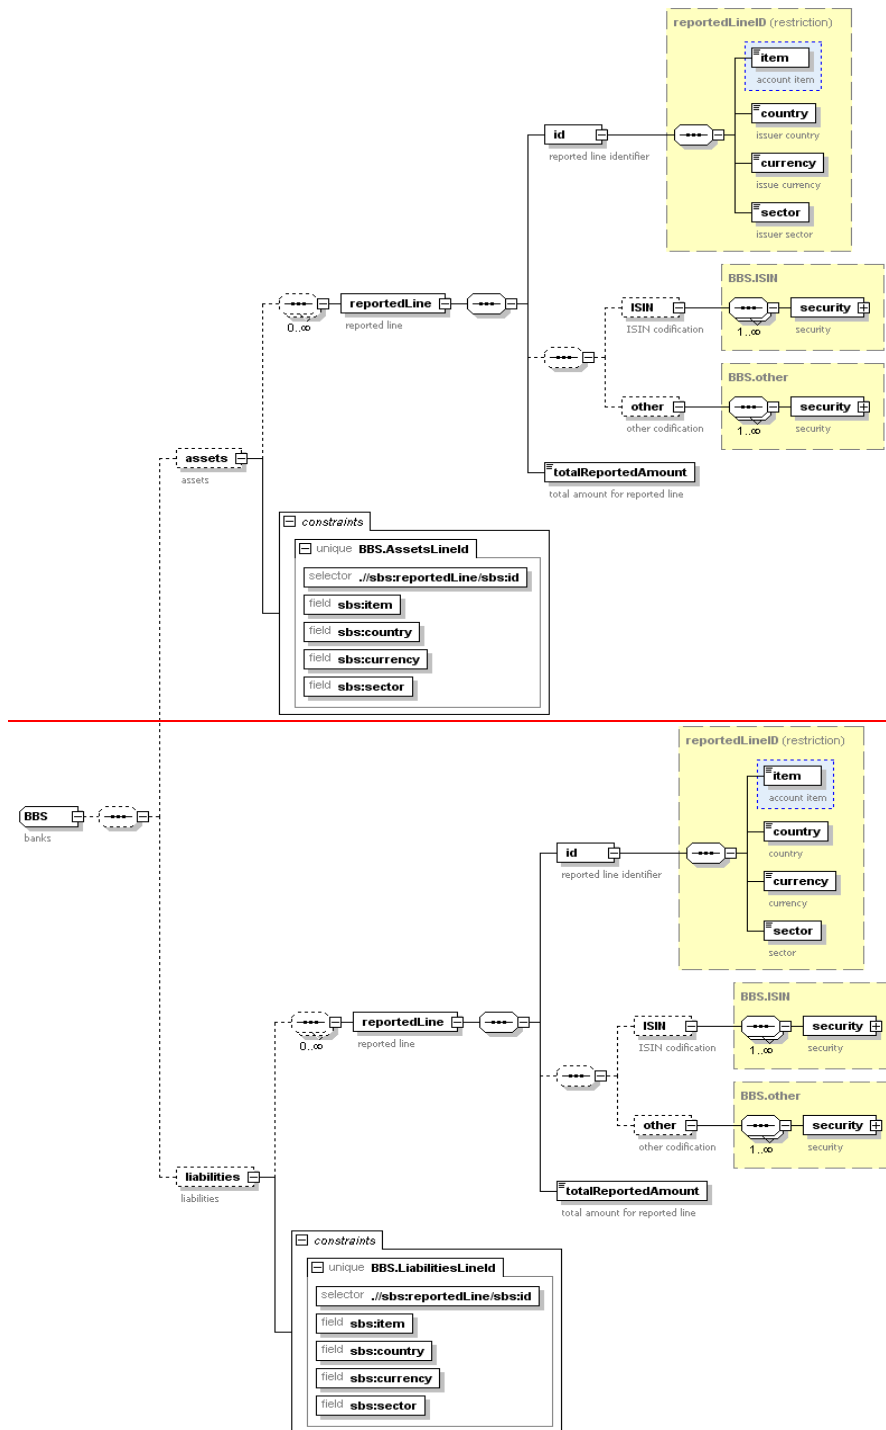 reportedLineID (restriction)
item
account item
country
issuer country
currency
issue currency
sector
issuer sector
id
reported line identifier
BBS.ISIN
ISIN
ISIN codification
1..∞
security
security
reportedLine
reported line
0..∞
BBS.other
other
other codification
1..∞
security
security
assets
assets
totalReportedAmount
total amount for reported line
constraints
unique BBS.AssetsLineId
selector .//sbs:reportedLine/sbs:id
field sbs:item
field sbs:country
field sbs:currency
field sbs:sector
BBS
banks
reportedLineID (restriction)
item
account item
country
country
currency
currency
sector
sector
id
reported line identifier
BBS.ISIN
ISIN
ISIN codification
1..∞
security
security
reportedLine
reported line
0..∞
BBS.other
other
other codification
1..∞
security
security
liabilities
liabilities
totalReportedAmount
total amount for reported line
constraints
unique BBS.LiabilitiesLineId
selector .//sbs:reportedLine/sbs:id
field sbs:item
field sbs:country
field sbs:currency
field sbs:sector